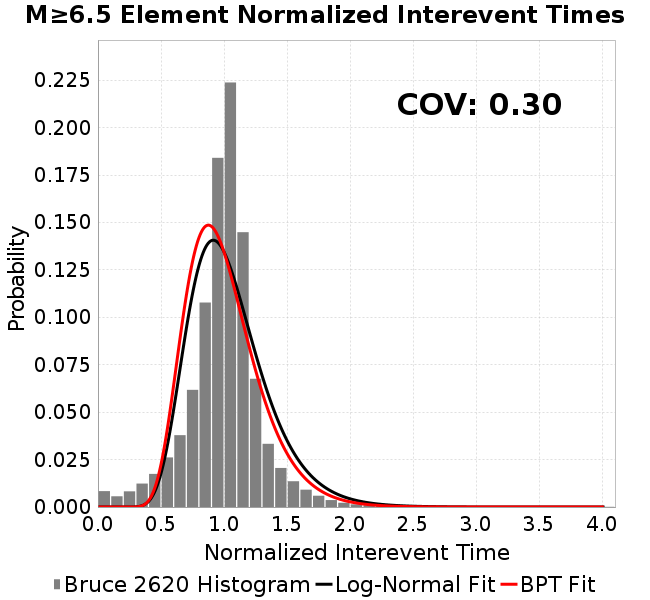 M≥6.5 Element Normalized Interevent Times
COV: 0.30
Probability
0.225
0.200
0.175
0.150
0.125
0.100
0.075
0.050
0.025
0.000
0.0 0.5 1.0 1.5 2.0 2.5 3.0 3.5 4.0
Normalized Interevent Time
Bruce 2620 Histogram Log-Normal Fit BPT Fit